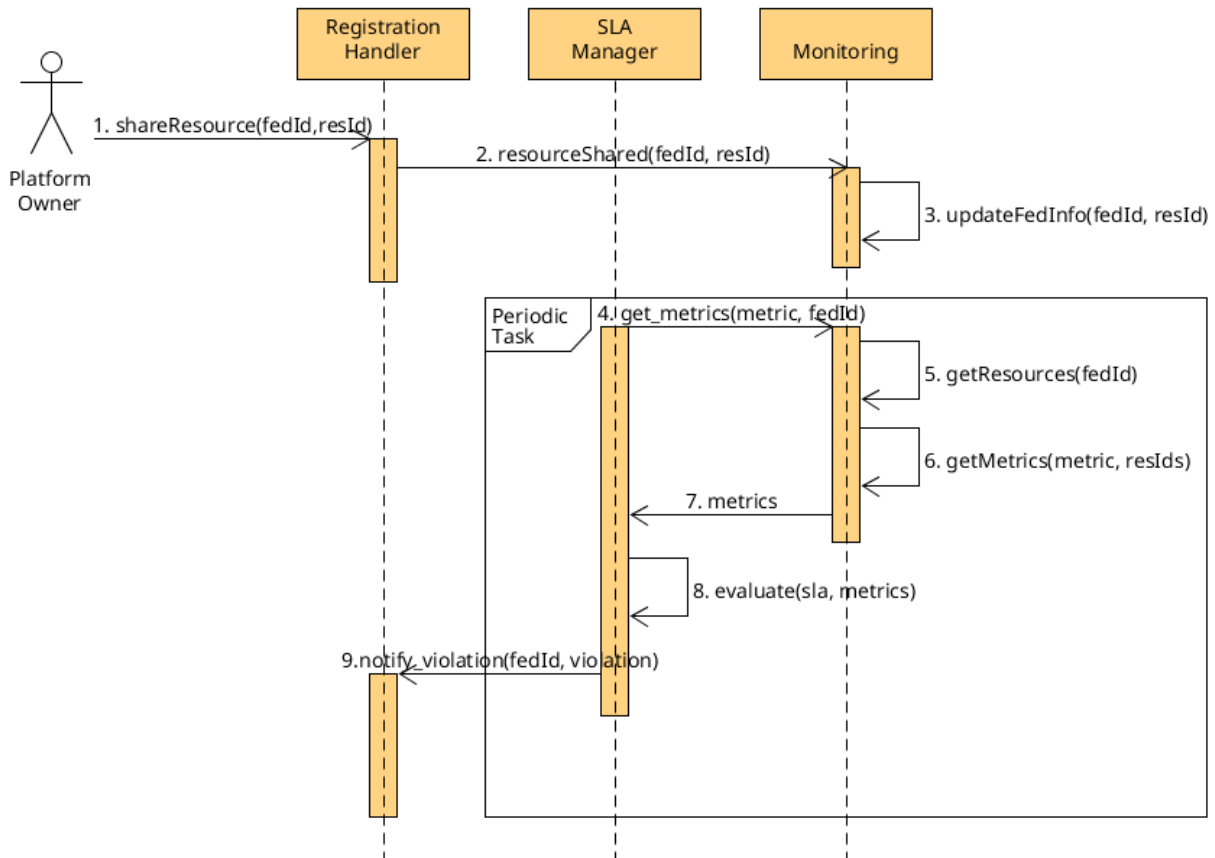 Registration
Handler
SLA
Manager
Monitoring
Platform
Owner
1. shareResource(fedId,resId)
2. resourceShared(fedId, resId)
3. updateFedInfo(fedId, resId)
Periodic
Task
4. get_metrics(metric, fedId)
5. getResources(fedId)
6. getMetrics(metric, resIds)
7. metrics
8. evaluate(sla, metrics)
9.notify_violation(fedId, violation)